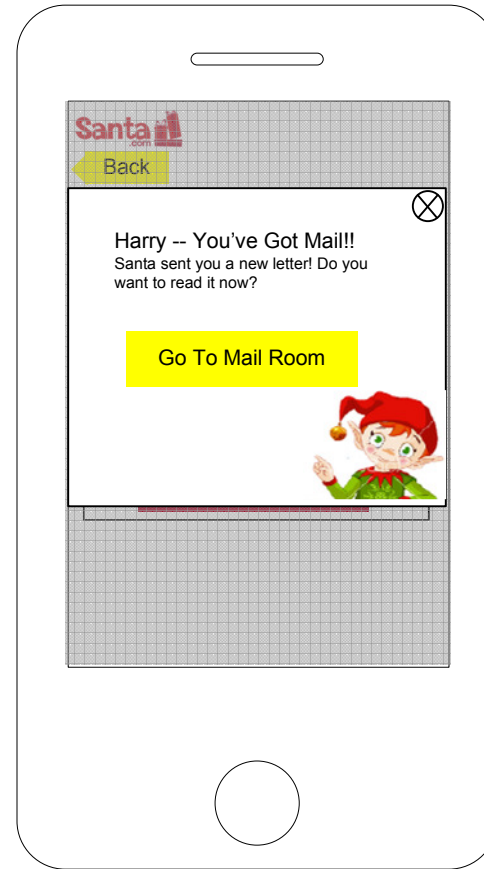 Santa
.com
Back
Harry -- You've Got Mail!!
Santa sent you a new letter! Do you
want to read it now?
Go To Mail Room